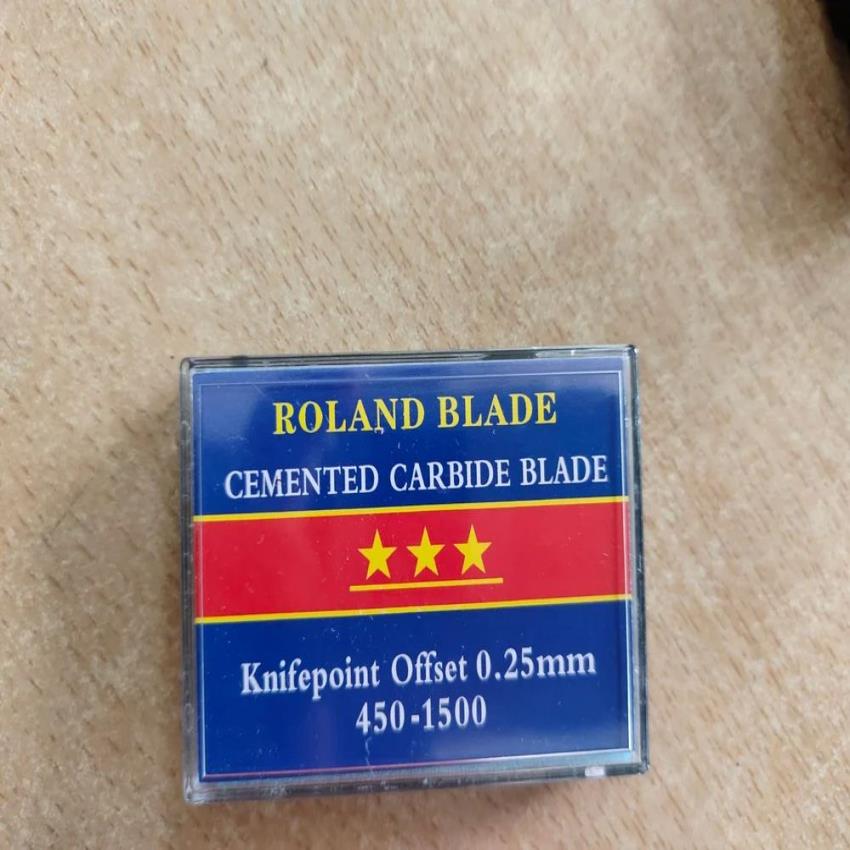 ROLAND BLADE
CEMENTED CARBIDE BLADE
Knifepoint Offset 0.25mm
450-1500